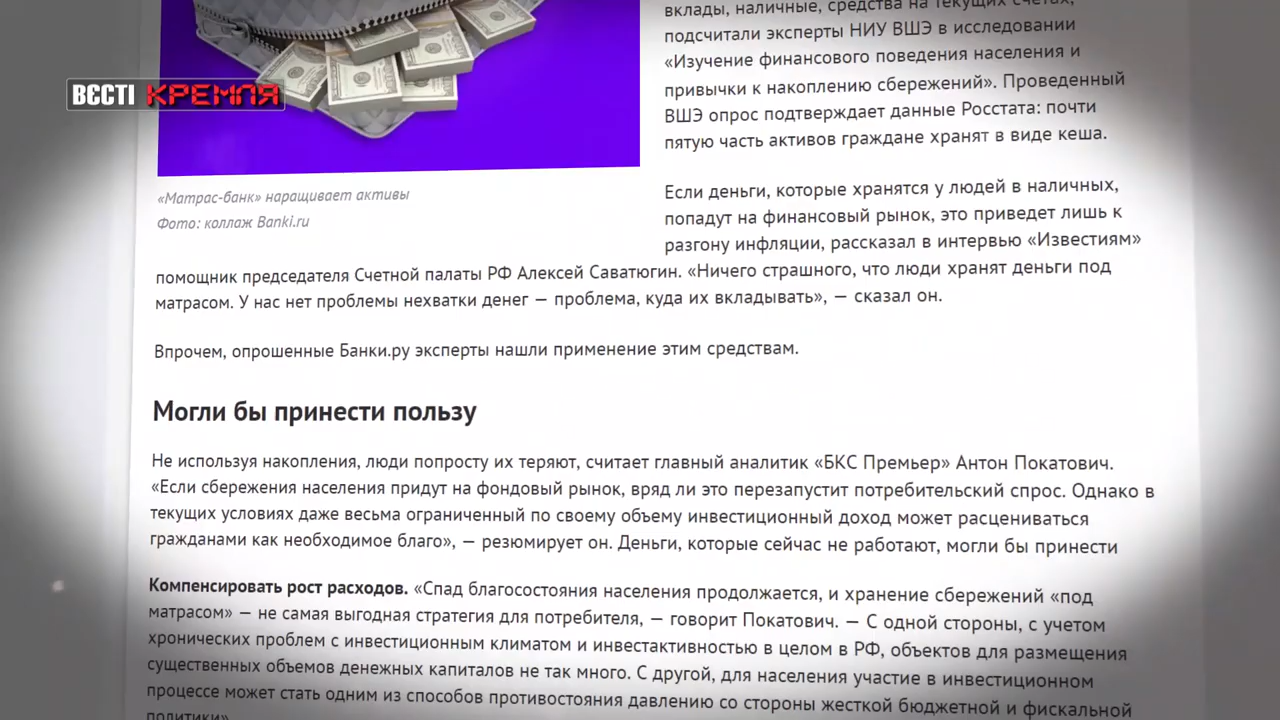 вклады, наличные, средства на текущих счетах,
подсчитали эксперты НИУ ВШЭ в исследовании
«Изучение финансового поведения населения и
привычки к накоплению сбережений». Проведенный
ВШЭ опрос подтверждает данные Росстата: почти
пятую часть активов граждане хранят в виде кеша.
ВЄСТІ КРЕМЛЯ
«Матрас-банк» наращивает активы
Фото: коллаж Banki.ru
Если деньги, которые хранятся у людей в наличных,
попадут на финансовый рынок, это приведет лишь к
разгону инфляции, рассказал в интервью «Известиям»
помощник председателя Счетной палаты РФ Алексей Саватюгин. «Ничего страшного, что люди хранят деньги под
матрасом. У нас нет проблемы нехватки денег — проблема, куда их вкладывать», — сказал он.
Впрочем, опрошенные Банки.ру эксперты нашли применение этим средствам.
Могли бы принести пользу
Не используя накопления, люди попросту их теряют, считает главный аналитик «БКС Премьер» Антон Покатович.
«Если сбережения населения придут на фондовый рынок, вряд ли это перезапустит потребительский спрос. Однако в
текущих условиях даже весьма ограниченный по своему объему инвестиционный доход может расцениваться
гражданами как необходимое благо», — резюмирует он. Деньги, которые сейчас не работают, могли бы принести
Компенсировать рост расходов. «Спад благосостояния населения продолжается, и хранение сбережений «под
матрасом» — не самая выгодная стратегия для потребителя, — говорит Покатович. — С одной стороны, с учетом
хронических проблем с инвестиционным климатом и инвестактивностью в целом в РФ, объектов для размещения
существенных объемов денежных капиталов не так много. С другой, для населения участие в инвестиционном
процессе может стать одним из способов противостояния давлению со стороны жесткой бюджетной и фискальной
политики».